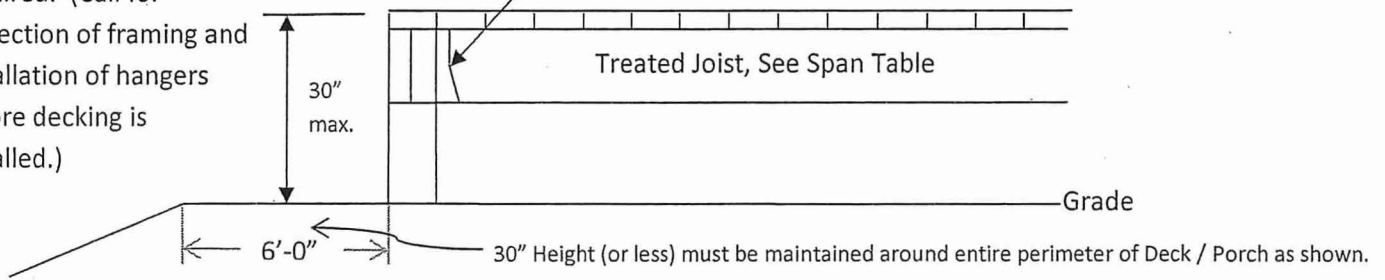 ection of framing and
allation of hangers
ore decking is
alled.)
30"
max.
Treated Joist, See Span Table
Grade
6'-0"
30" Height (or less) must be maintained around entire perimeter of Deck / Porch as shown.